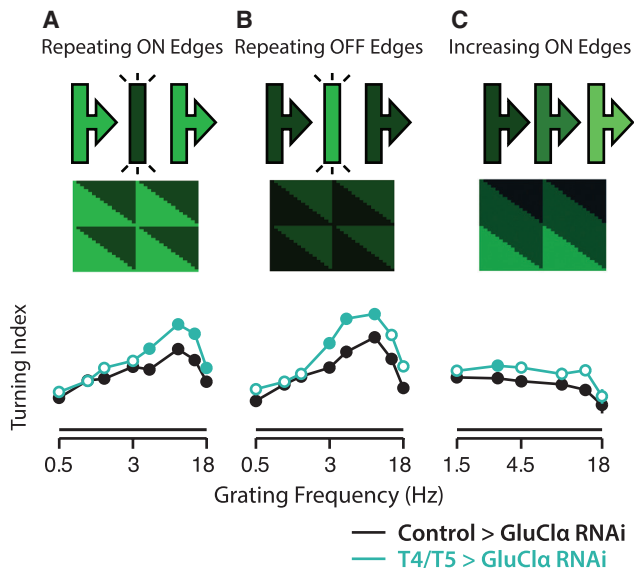 A
Repeating ON Edges
B
Repeating OFF Edges
C
Increasing ON Edges
Turning Index
0.5 3 18
0.5 3 18
1.5 4.5 18
Grating Frequency (Hz)
Control > GluClα RNAi
T4/T5 > GluClα RNAi